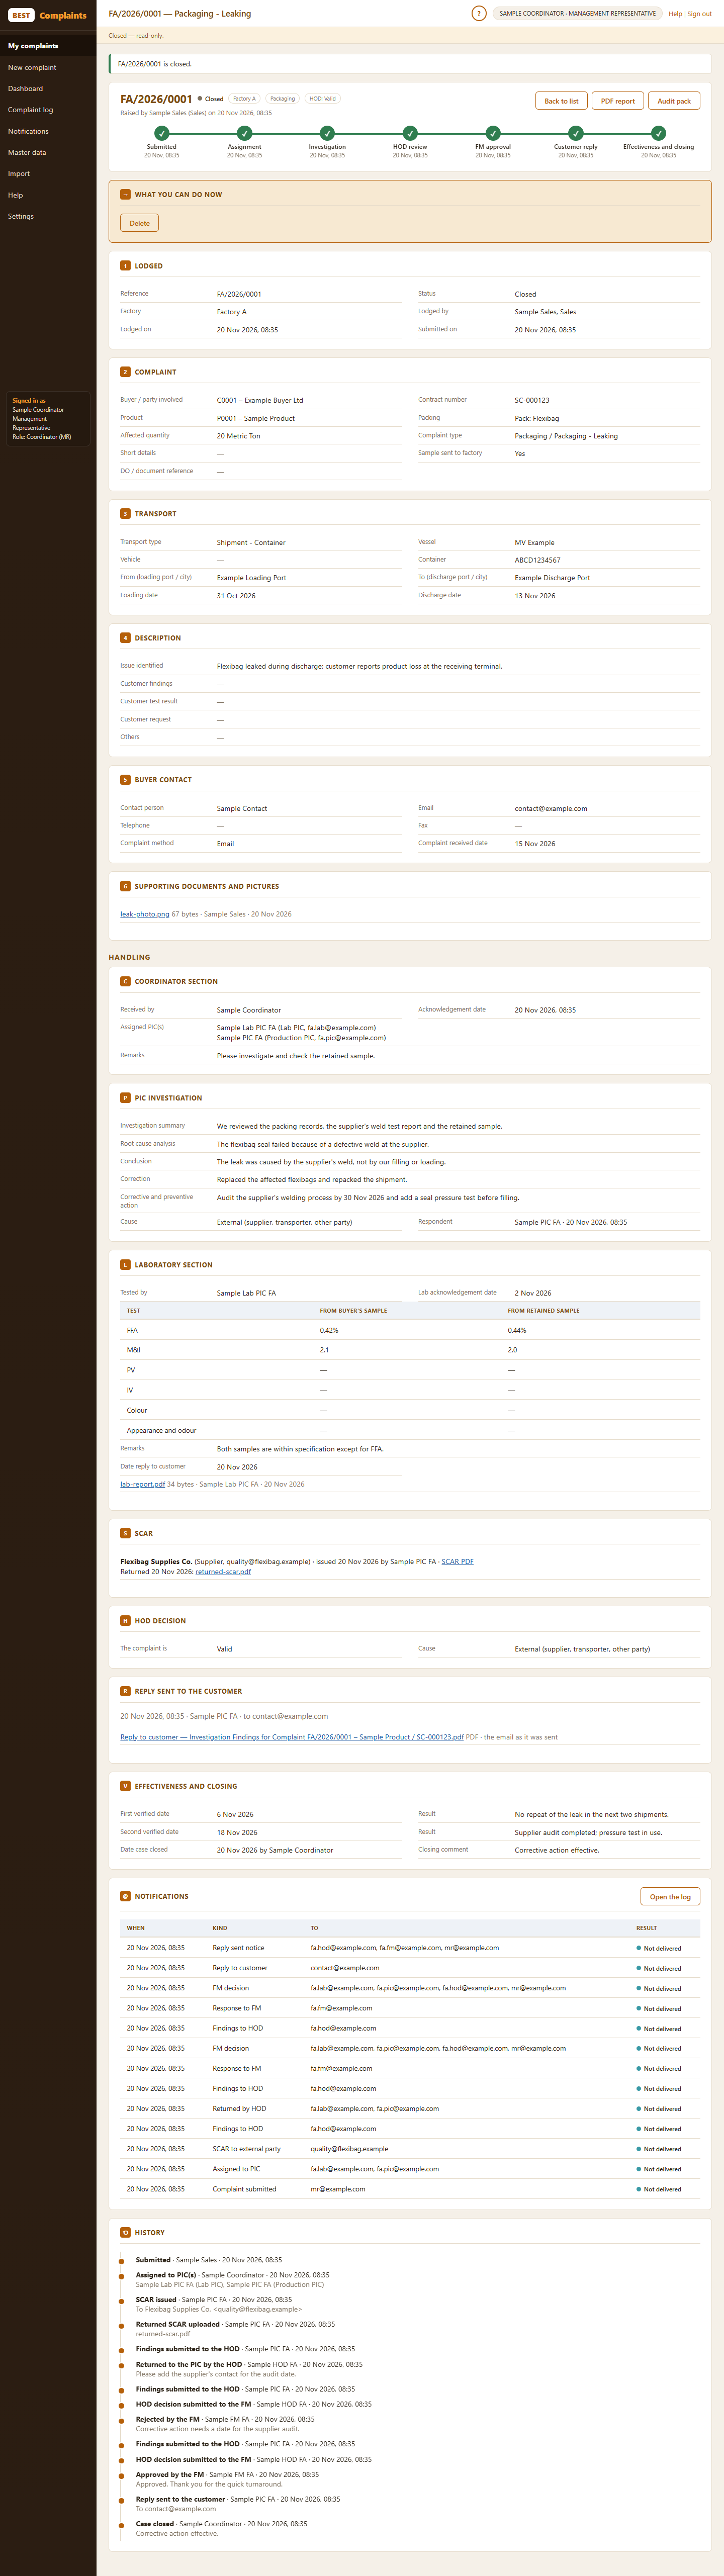 BEST Complaints
My complaints
New complaint
Dashboard
Complaint log
Notifications
Master data
Import
Help
Settings
Signed in as
Sample Coordinator
Management
Representative
Role: Coordinator (MR)
FA/2026/0001 — Packaging - Leaking
? SAMPLE COORDINATOR · MANAGEMENT REPRESENTATIVE Help Sign out
Closed — read-only.
FA/2026/0001 is closed.
FA/2026/0001 Closed Factory A Packaging HOD: Valid
Back to list PDF report Audit pack
Raised by Sample Sales (Sales) on 20 Nov 2026, 08:35
✓ ✓ ✓ ✓ ✓ ✓ ✓
Submitted Assignment Investigation HOD review FM approval Customer reply Effectiveness and closing
20 Nov, 08:35 20 Nov, 08:35 20 Nov, 08:35 20 Nov, 08:35 20 Nov, 08:35 20 Nov, 08:35 20 Nov, 08:35
→ WHAT YOU CAN DO NOW
Delete
1 LODGED
Reference FA/2026/0001 Status Closed
Factory Factory A Lodged by Sample Sales, Sales
Lodged on 20 Nov 2026, 08:35 Submitted on 20 Nov 2026, 08:35
2 COMPLAINT
Buyer / party involved C0001 – Example Buyer Ltd Contract number SC-000123
Product P0001 – Sample Product Packing Pack: Flexibag
Affected quantity 20 Metric Ton Complaint type Packaging / Packaging - Leaking
Short details — Sample sent to factory Yes
DO / document reference —
3 TRANSPORT
Transport type Shipment - Container Vessel MV Example
Vehicle — Container ABCD1234567
From (loading port / city) Example Loading Port To (discharge port / city) Example Discharge Port
Loading date 31 Oct 2026 Discharge date 13 Nov 2026
4 DESCRIPTION
Issue identified Flexibag leaked during discharge; customer reports product loss at the receiving terminal.
Customer findings —
Customer test result —
Customer request —
Others —
5 BUYER CONTACT
Contact person Sample Contact Email contact@example.com
Telephone — Fax —
Complaint method Email Complaint received date 15 Nov 2026
6 SUPPORTING DOCUMENTS AND PICTURES
leak-photo.png 67 bytes · Sample Sales · 20 Nov 2026
HANDLING
C COORDINATOR SECTION
Received by Sample Coordinator Acknowledgement date 20 Nov 2026, 08:35
Assigned PIC(s) Sample Lab PIC FA (Lab PIC, fa.lab@example.com)
Sample PIC FA (Production PIC, fa.pic@example.com)
Remarks Please investigate and check the retained sample.
P PIC INVESTIGATION
Investigation summary We reviewed the packing records, the supplier's weld test report and the retained sample.
Root cause analysis The flexibag seal failed because of a defective weld at the supplier.
Conclusion The leak was caused by the supplier's weld, not by our filling or loading.
Correction Replaced the affected flexibags and repacked the shipment.
Corrective and preventive action Audit the supplier's welding process by 30 Nov 2026 and add a seal pressure test before filling.
Cause External (supplier, transporter, other party) Respondent Sample PIC FA · 20 Nov 2026, 08:35
L LABORATORY SECTION
Tested by Sample Lab PIC FA Lab acknowledgement date 2 Nov 2026
TEST FROM BUYER'S SAMPLE FROM RETAINED SAMPLE
FFA 0.42% 0.44%
M&I 2.1 2.0
PV — —
IV — —
Colour — —
Appearance and odour — —
Remarks Both samples are within specification except for FFA.
Date reply to customer 20 Nov 2026
lab-report.pdf 34 bytes · Sample Lab PIC FA · 20 Nov 2026
S SCAR
Flexibag Supplies Co. (Supplier, quality@flexibag.example) · issued 20 Nov 2026 by Sample PIC FA · SCAR PDF
Returned 20 Nov 2026: returned-scar.pdf
H HOD DECISION
The complaint is Valid Cause External (supplier, transporter, other party)
R REPLY SENT TO THE CUSTOMER
20 Nov 2026, 08:35 · Sample PIC FA · to contact@example.com
Reply to customer — Investigation Findings for Complaint FA/2026/0001 – Sample Product / SC-000123.pdf PDF · the email as it was sent
V EFFECTIVENESS AND CLOSING
First verified date 6 Nov 2026 Result No repeat of the leak in the next two shipments.
Second verified date 18 Nov 2026 Result Supplier audit completed; pressure test in use.
Date case closed 20 Nov 2026 by Sample Coordinator Closing comment Corrective action effective.
@ NOTIFICATIONS Open the log
WHEN KIND TO RESULT
20 Nov 2026, 08:35 Reply sent notice fa.hod@example.com, fa.fm@example.com, mr@example.com Not delivered
20 Nov 2026, 08:35 Reply to customer contact@example.com Not delivered
20 Nov 2026, 08:35 FM decision fa.lab@example.com, fa.pic@example.com, fa.hod@example.com, mr@example.com Not delivered
20 Nov 2026, 08:35 Response to FM fa.fm@example.com Not delivered
20 Nov 2026, 08:35 Findings to HOD fa.hod@example.com Not delivered
20 Nov 2026, 08:35 FM decision fa.lab@example.com, fa.pic@example.com, fa.hod@example.com, mr@example.com Not delivered
20 Nov 2026, 08:35 Response to FM fa.fm@example.com Not delivered
20 Nov 2026, 08:35 Findings to HOD fa.hod@example.com Not delivered
20 Nov 2026, 08:35 Returned by HOD fa.lab@example.com, fa.pic@example.com Not delivered
20 Nov 2026, 08:35 Findings to HOD fa.hod@example.com Not delivered
20 Nov 2026, 08:35 SCAR to external party quality@flexibag.example Not delivered
20 Nov 2026, 08:35 Assigned to PIC fa.lab@example.com, fa.pic@example.com Not delivered
20 Nov 2026, 08:35 Complaint submitted mr@example.com Not delivered
HISTORY
Submitted · Sample Sales · 20 Nov 2026, 08:35
Assigned to PIC(s) · Sample Coordinator · 20 Nov 2026, 08:35
Sample Lab PIC FA (Lab PIC), Sample PIC FA (Production PIC)
SCAR issued · Sample PIC FA · 20 Nov 2026, 08:35
To Flexibag Supplies Co. <quality@flexibag.example>
Returned SCAR uploaded · Sample PIC FA · 20 Nov 2026, 08:35
returned-scar.pdf
Findings submitted to the HOD · Sample PIC FA · 20 Nov 2026, 08:35
Returned to the PIC by the HOD · Sample HOD FA · 20 Nov 2026, 08:35
Please add the supplier's contact for the audit date.
Findings submitted to the HOD · Sample PIC FA · 20 Nov 2026, 08:35
HOD decision submitted to the FM · Sample HOD FA · 20 Nov 2026, 08:35
Rejected by the FM · Sample FM FA · 20 Nov 2026, 08:35
Corrective action needs a date for the supplier audit.
Findings submitted to the HOD · Sample PIC FA · 20 Nov 2026, 08:35
HOD decision submitted to the FM · Sample HOD FA · 20 Nov 2026, 08:35
Approved by the FM · Sample FM FA · 20 Nov 2026, 08:35
Approved. Thank you for the quick turnaround.
Reply sent to the customer · Sample PIC FA · 20 Nov 2026, 08:35
To contact@example.com
Case closed · Sample Coordinator · 20 Nov 2026, 08:35
Corrective action effective.